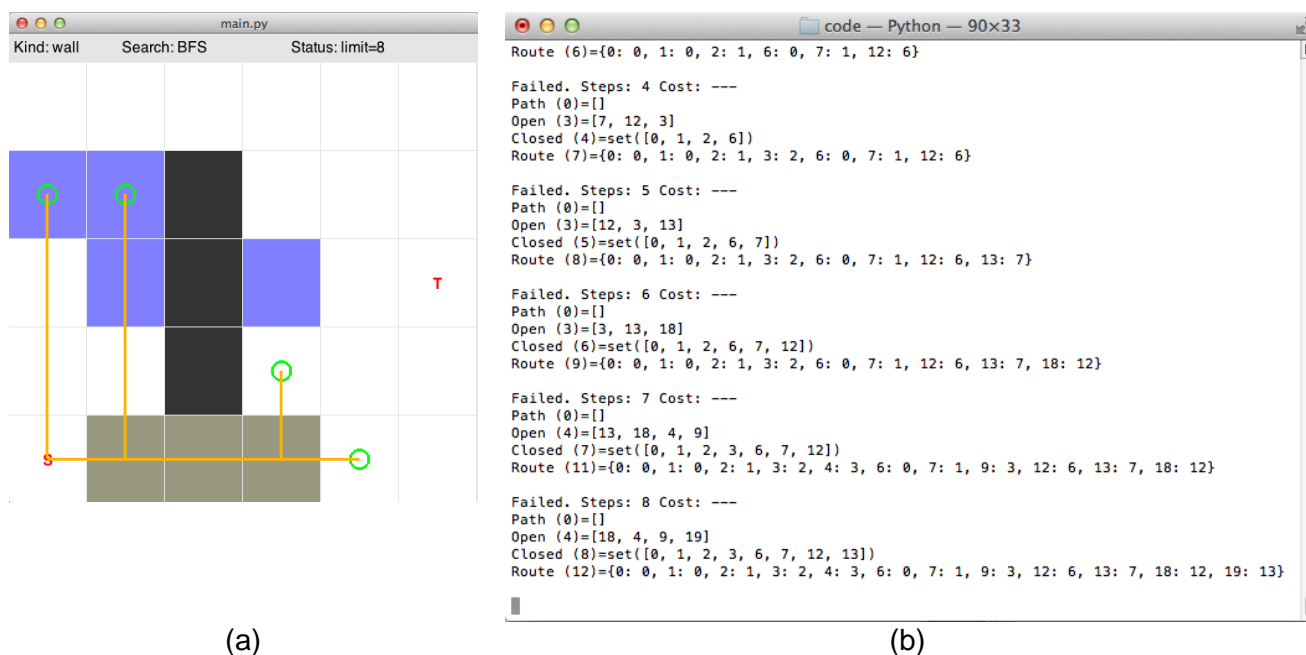 main.py
Kind: wall Search: BFS Status: limit=8
T
S
(a)
code — Python — 90×33
Route (6)={0: 0, 1: 0, 2: 1, 6: 0, 7: 1, 12: 6}
Failed. Steps: 4 Cost: ---
Path (0)=[]
Open (3)=[7, 12, 3]
Closed (4)=set([0, 1, 2, 6])
Route (7)={0: 0, 1: 0, 2: 1, 3: 2, 6: 0, 7: 1, 12: 6}
Failed. Steps: 5 Cost: ---
Path (0)=[]
Open (3)=[12, 3, 13]
Closed (5)=set([0, 1, 2, 6, 7])
Route (8)={0: 0, 1: 0, 2: 1, 3: 2, 6: 0, 7: 1, 12: 6, 13: 7}
Failed. Steps: 6 Cost: ---
Path (0)=[]
Open (3)=[3, 13, 18]
Closed (6)=set([0, 1, 2, 6, 7, 12])
Route (9)={0: 0, 1: 0, 2: 1, 3: 2, 6: 0, 7: 1, 12: 6, 13: 7, 18: 12}
Failed. Steps: 7 Cost: ---
Path (0)=[]
Open (4)=[13, 18, 4, 9]
Closed (7)=set([0, 1, 2, 3, 6, 7, 12])
Route (11)={0: 0, 1: 0, 2: 1, 3: 2, 4: 3, 6: 0, 7: 1, 9: 3, 12: 6, 13: 7, 18: 12}
Failed. Steps: 8 Cost: ---
Path (0)=[]
Open (4)=[18, 4, 9, 19]
Closed (8)=set([0, 1, 2, 3, 6, 7, 12, 13])
Route (12)={0: 0, 1: 0, 2: 1, 3: 2, 4: 3, 6: 0, 7: 1, 9: 3, 12: 6, 13: 7, 18: 12, 19: 13}
(b)